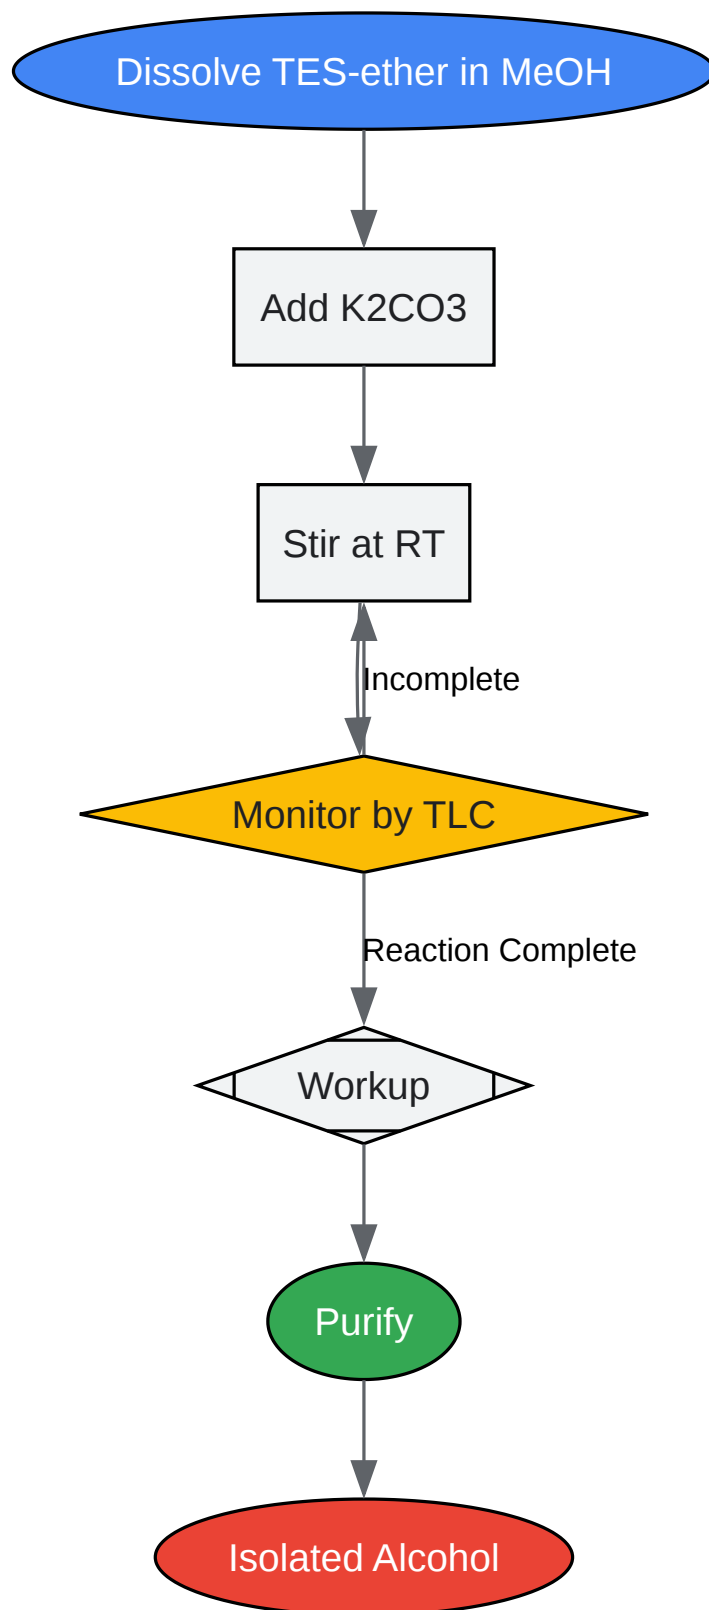 Dissolve TES-ether in MeOH
Add K2CO3
Stir at RT
Incomplete
Monitor by TLC
Reaction Complete
Workup
Purify
Isolated Alcohol